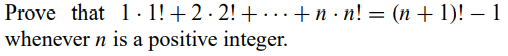 Prove that 1 · 1! + 2 · 2! + · · · + n · n! = (n + 1)! − 1
whenever n is a positive integer.